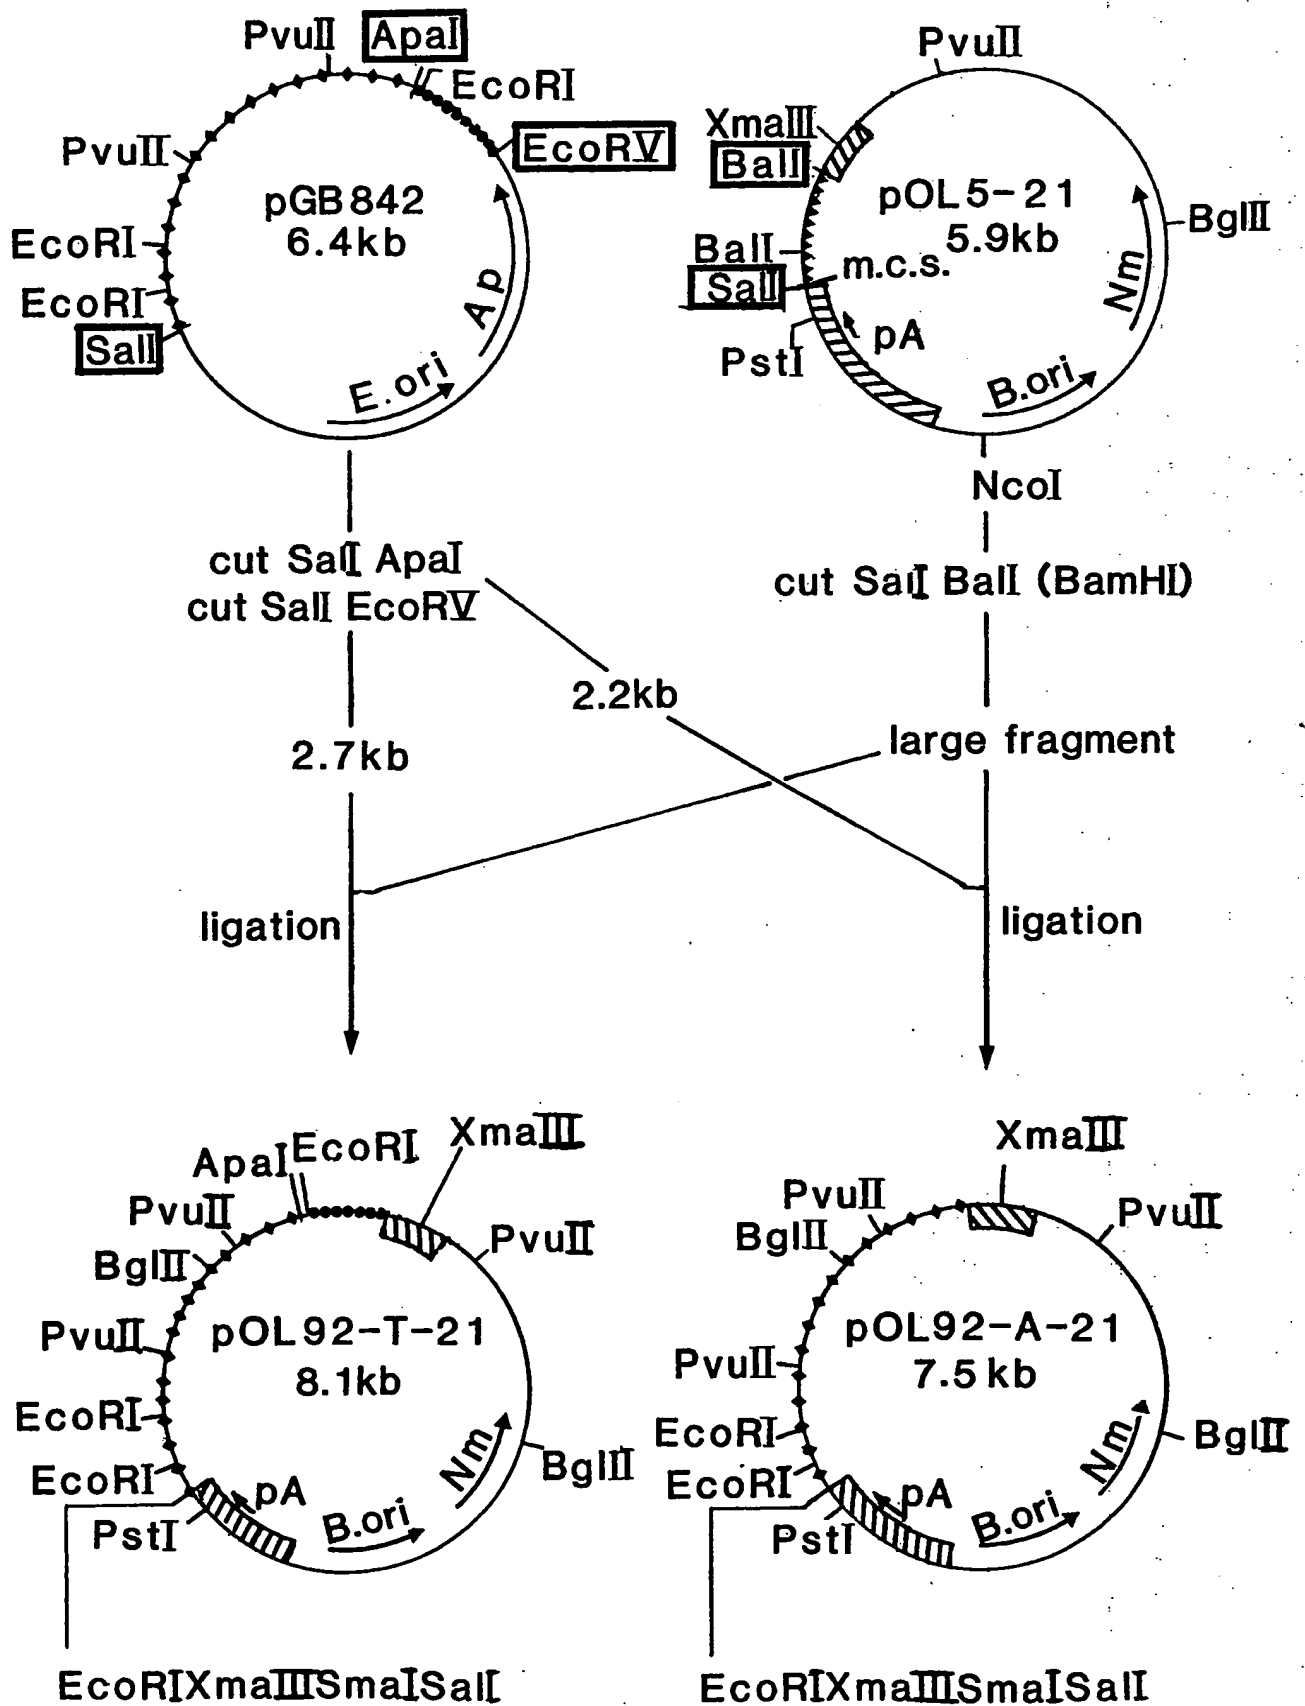 PvuII
ApaI
EcoRI
PvuII
EcoRV
pGB842
6.4kb
EcoRI
EcoRI
SalI
Ap
E.ori
PvuII
XmaIII
BalI
pOL5-21
5.9kb
BglII
BalI
m.c.s.
SalI
Nm
pA
PstI
B.ori
NcoI
cut SalI ApaI
cut SalI EcoRV
cut SalI BalI (BamHI)
2.2kb
2.7kb
large fragment
ligation
ligation
XmaIII
ApaI EcoRI
PvuII
PvuII
BglII
PvuII
pOL92-T-21
8.1kb
EcoRI
EcoRI
Nm
BglII
pA
B.ori
PstI
EcoRIXmaIIISmaISalI
XmaIII
PvuII
PvuII
BglII
pOL92-A-21
7.5kb
PvuII
EcoRI
EcoRI
Nm
BglII
pA
B.ori
PstI
EcoRIXmaIIISmaISalI